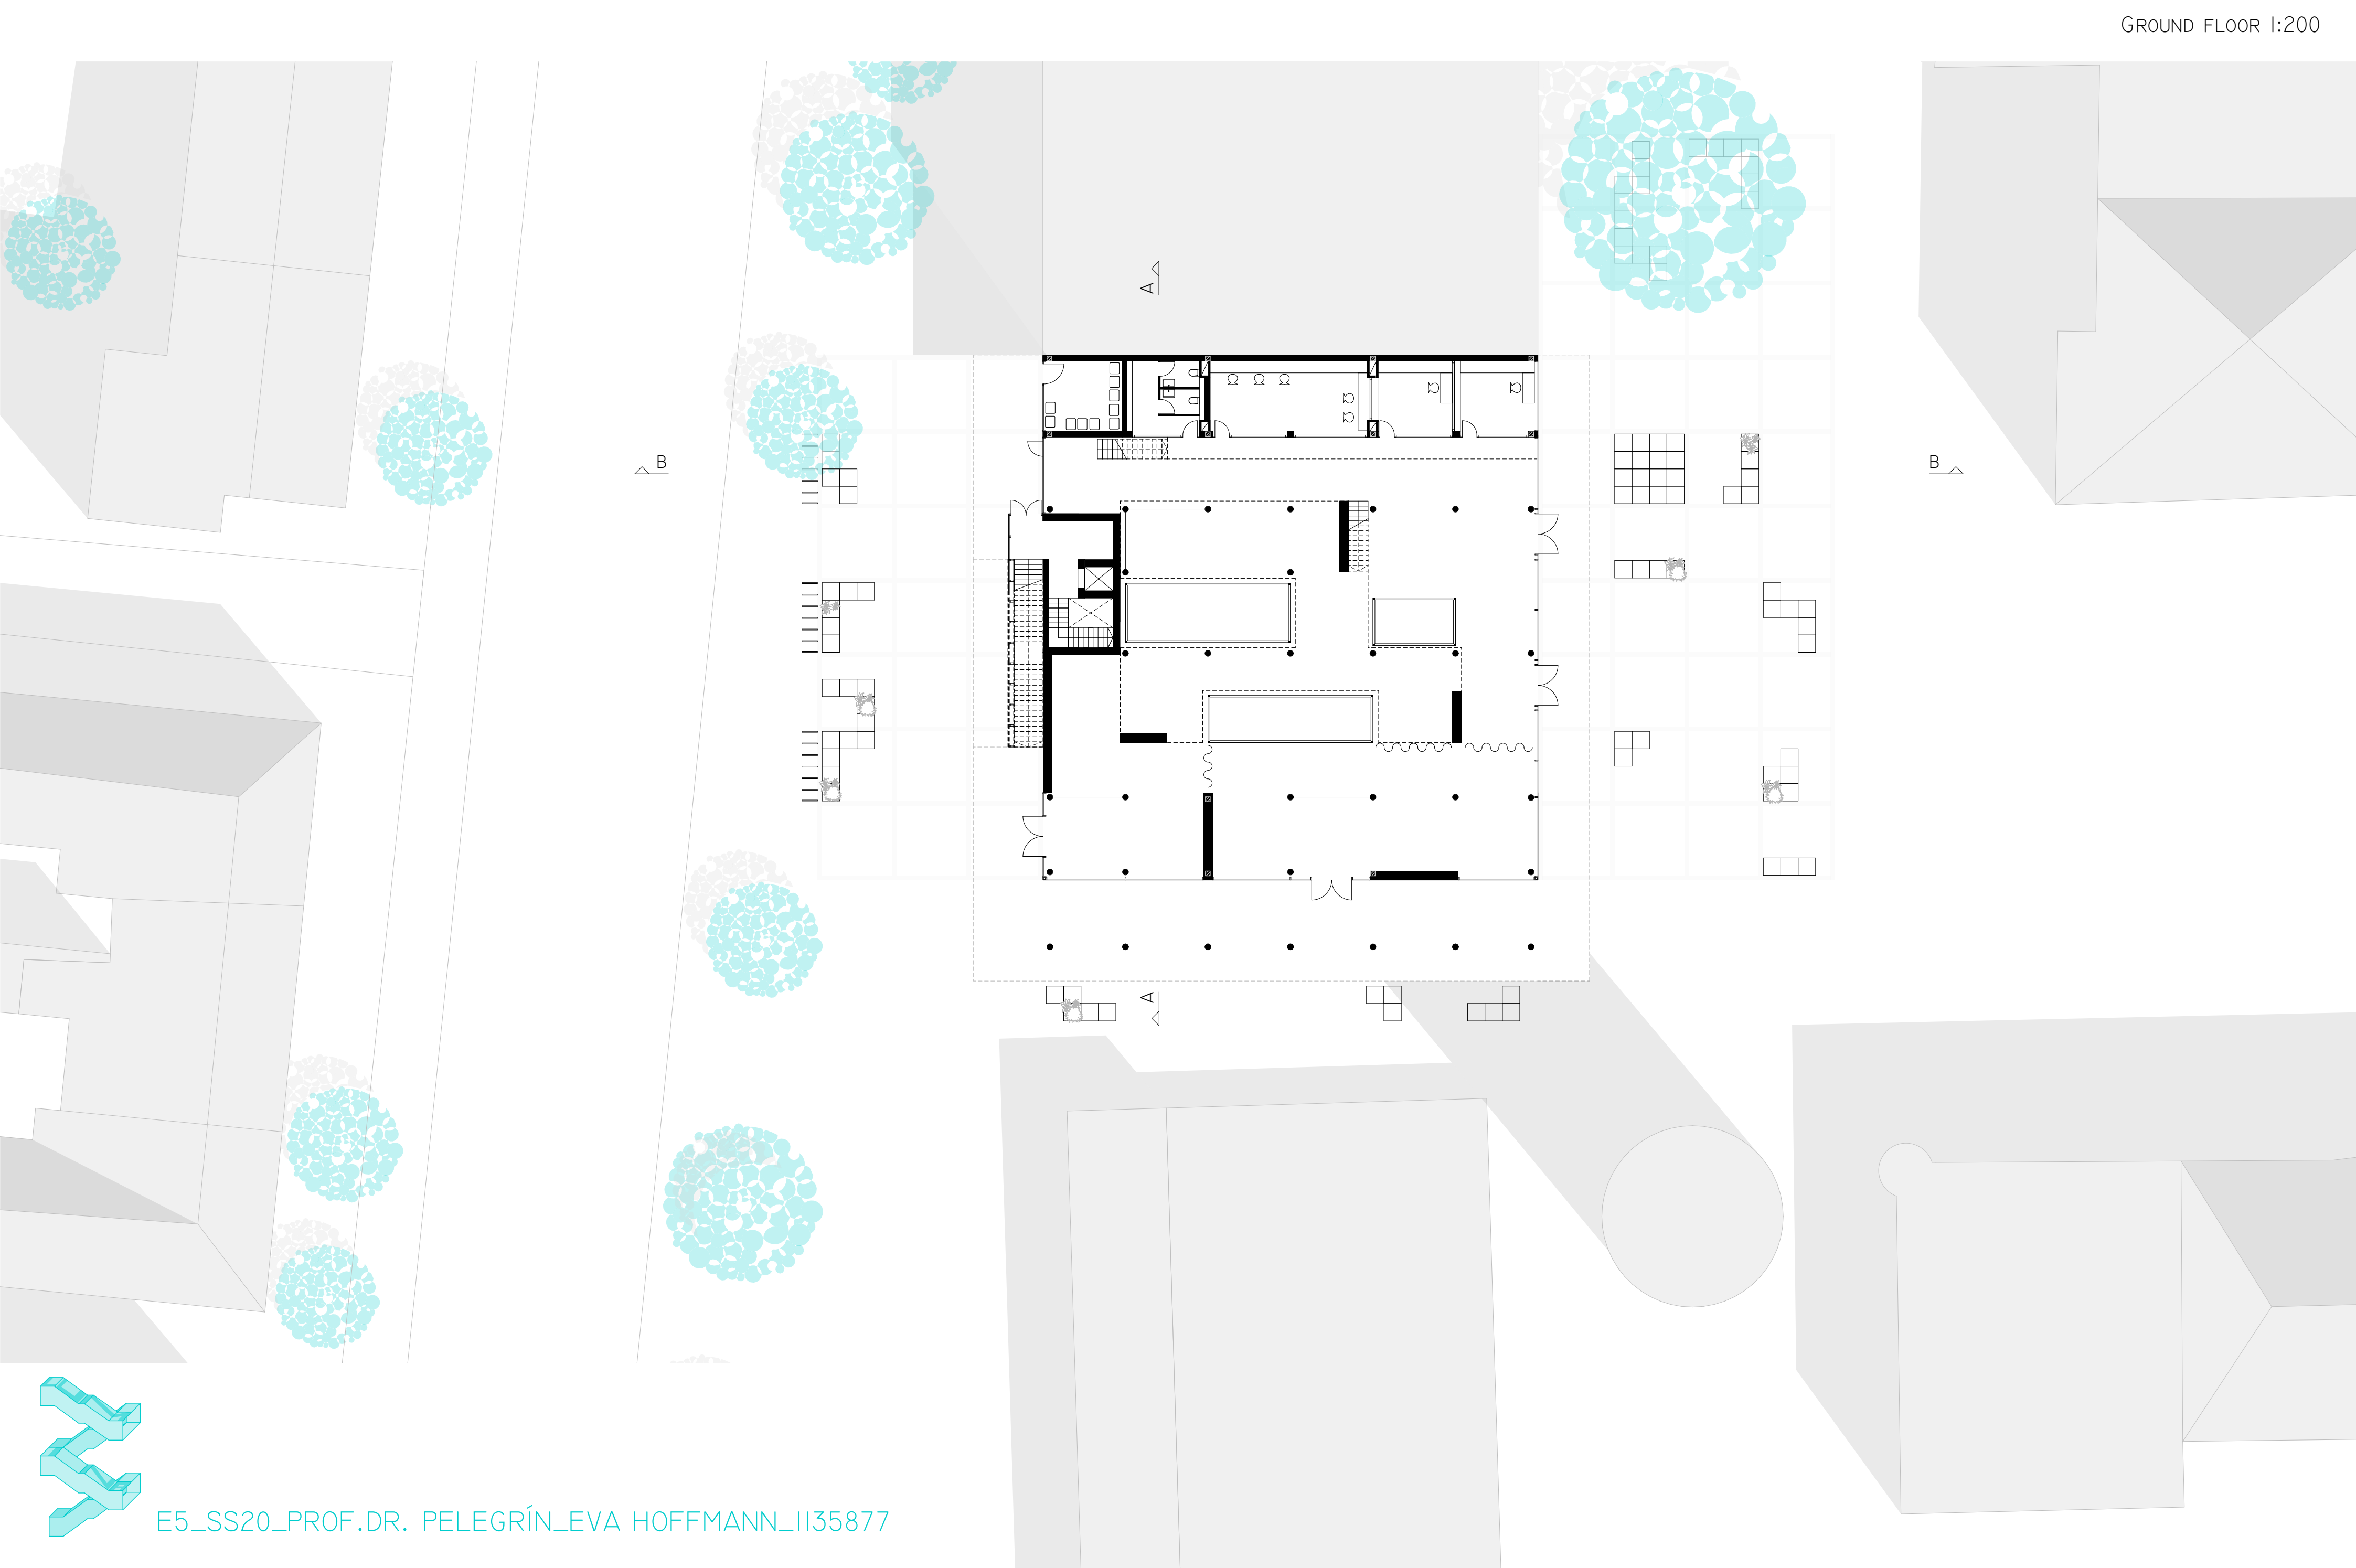 GROUND FLOOR 1:200
A
B
B
A
E5_SS20_PROF.DR. PELEGRÍN_EVA HOFFMANN_1135877